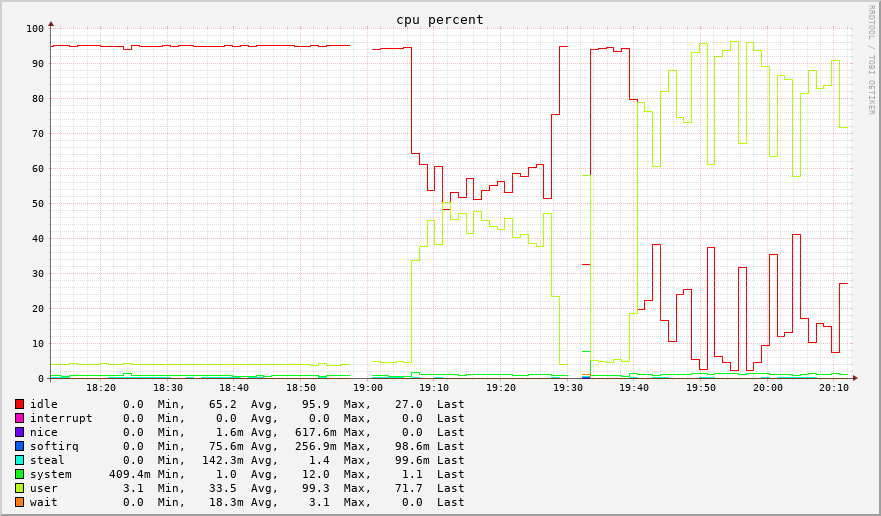 cpu percent
RRDTOOL / TOBI OETIKER
100
90
80
70
60
50
40
30
20
10
0
18:20 18:30 18:40 18:50 19:00 19:10 19:20 19:30 19:40 19:50 20:00 20:10
idle 0.0 Min, 65.2 Avg, 95.9 Max, 27.0 Last
interrupt 0.0 Min, 0.0 Avg, 0.0 Max, 0.0 Last
nice 0.0 Min, 1.6m Avg, 617.6m Max, 0.0 Last
softirq 0.0 Min, 75.6m Avg, 256.9m Max, 98.6m Last
steal 0.0 Min, 142.3m Avg, 1.4 Max, 99.6m Last
system 409.4m Min, 1.0 Avg, 12.0 Max, 1.1 Last
user 3.1 Min, 33.5 Avg, 99.3 Max, 71.7 Last
wait 0.0 Min, 18.3m Avg, 3.1 Max, 0.0 Last